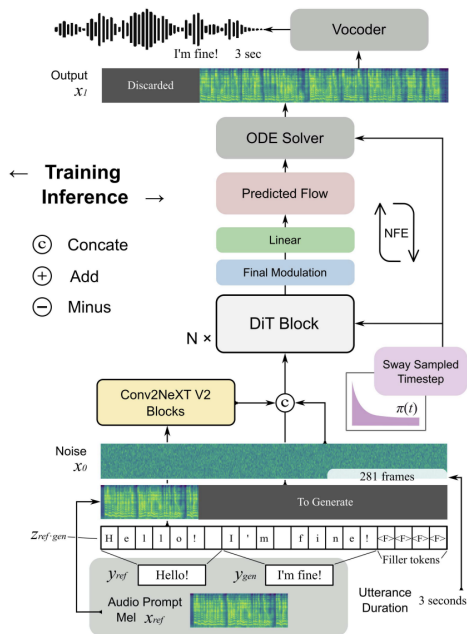 Vocoder
I'm fine! 3 sec
Output
x1
Discarded
ODE Solver
← Training
Inference →
Predicted Flow
NFE
Linear
Final Modulation
C Concate
+ Add
− Minus
N ×
DiT Block
Sway Sampled
Timestep
π(t)
Conv2NeXT V2
Blocks
C
Noise
x0
281 frames
To Generate
zref·gen
H e l l o ! I ' m f i n e ! <F> <F> <F> <F>
Filler tokens
yref Hello! ygen I'm fine!
Audio Prompt
Mel xref
Utterance
Duration
3 seconds